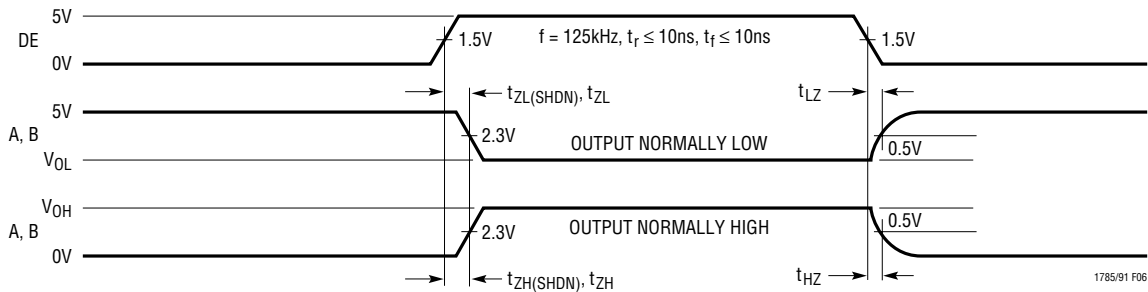 5V
DE
0V
1.5V
f = 125kHz, tr ≤ 10ns, tf ≤ 10ns
1.5V
tZL(SHDN), tZL
tLZ
5V
A, B
VOL
2.3V
OUTPUT NORMALLY LOW
0.5V
VOH
A, B
0V
2.3V
OUTPUT NORMALLY HIGH
0.5V
tZH(SHDN), tZH
tHZ
1785/91 F06